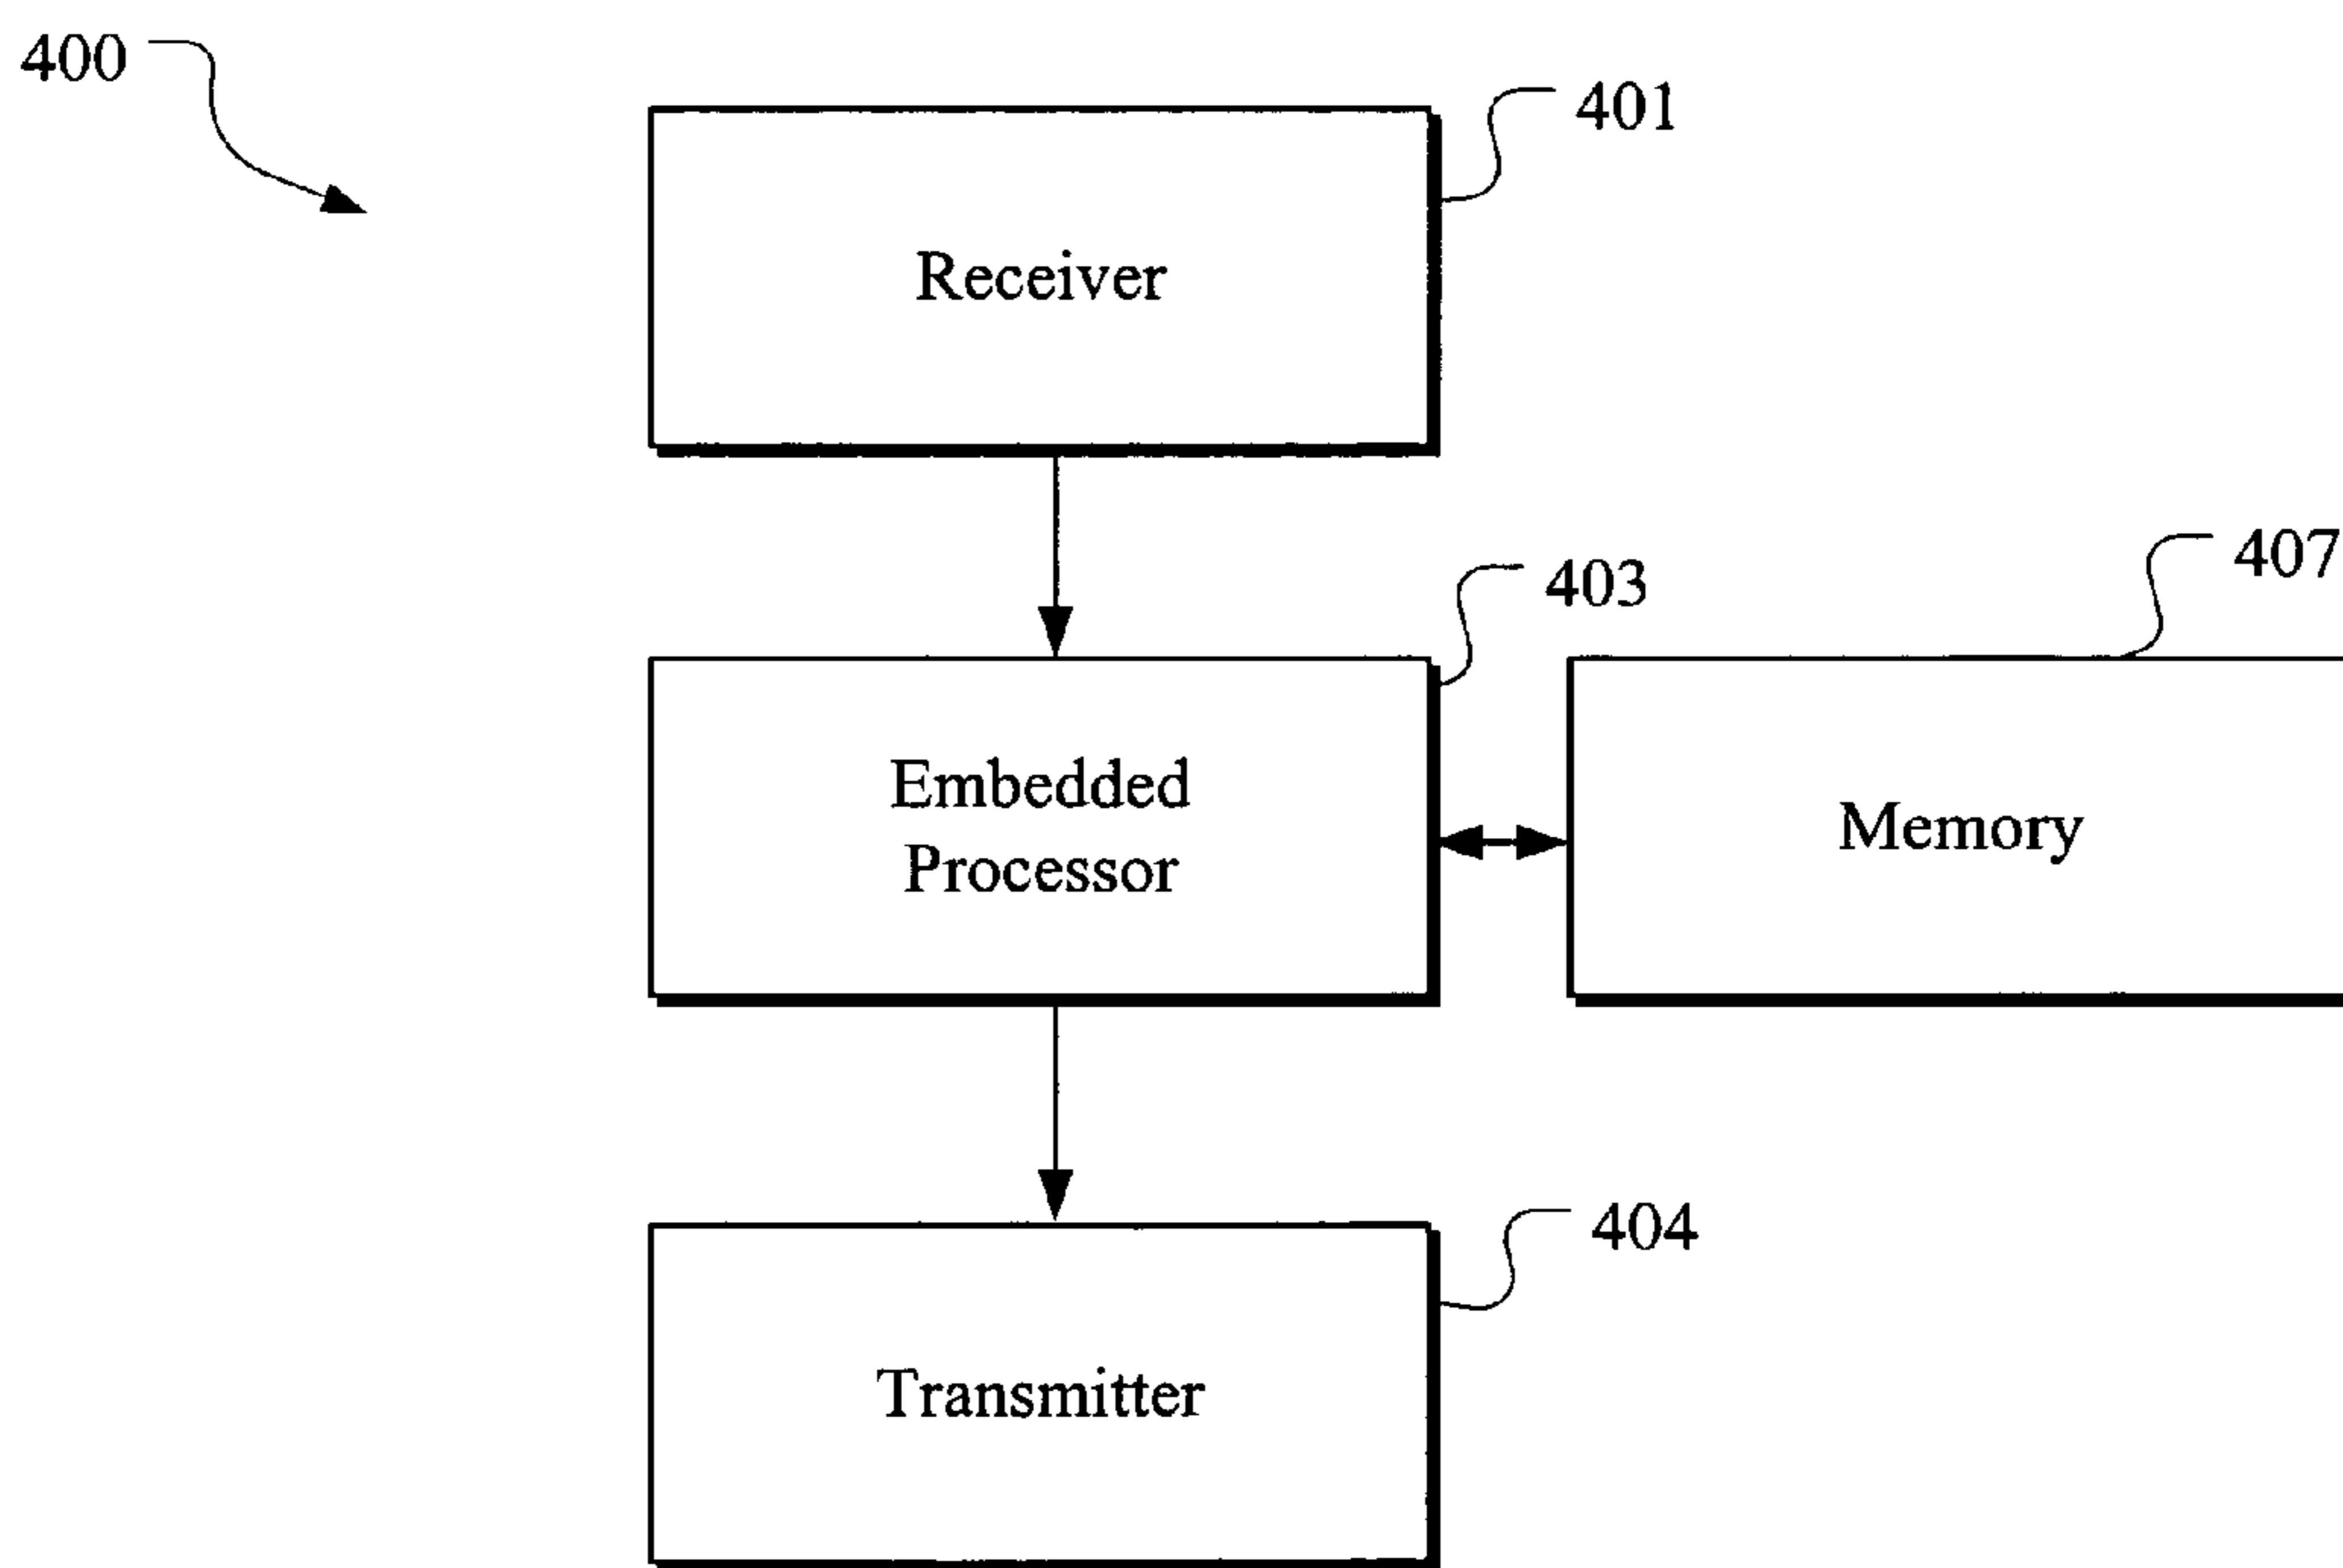 400
401
Receiver
403
407
Embedded
Processor
Memory
404
Transmitter